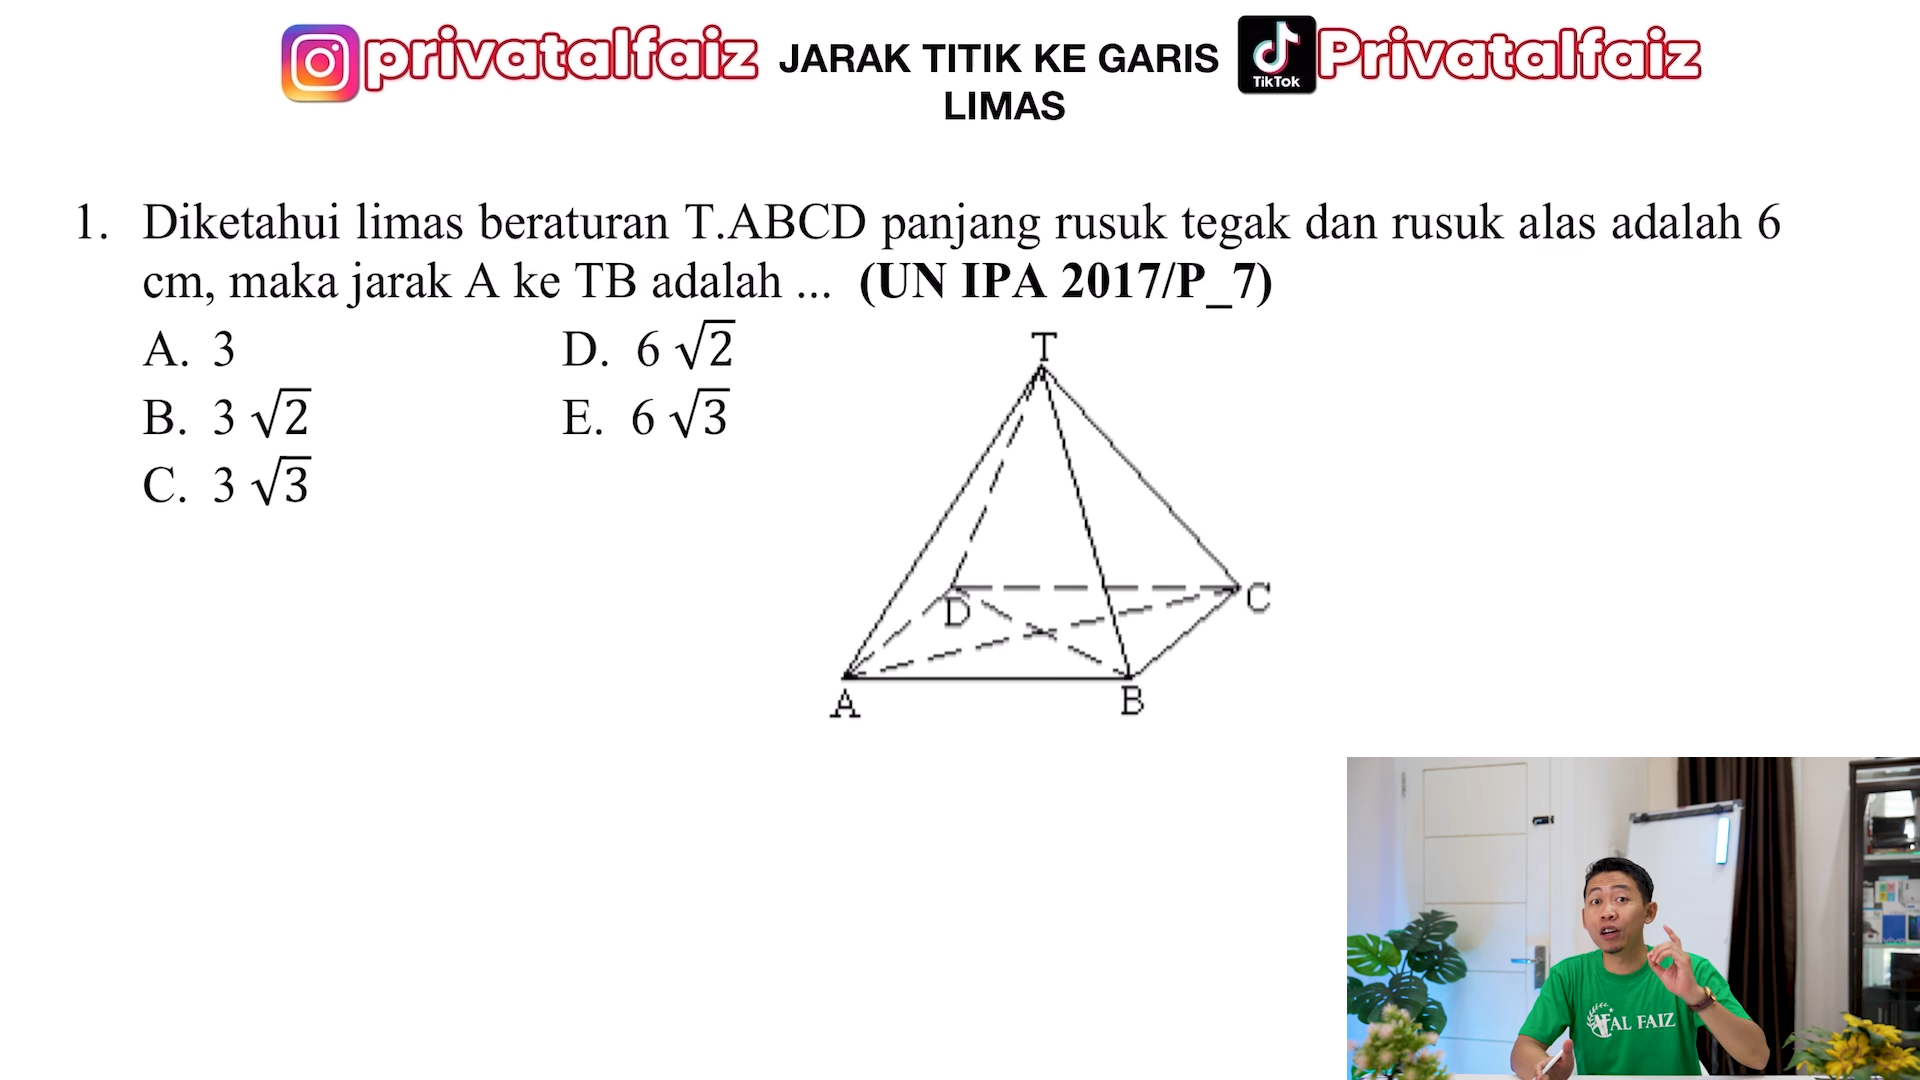 privatalfaiz JARAK TITIK KE GARIS TikTok Privatalfaiz
LIMAS
1. Diketahui limas beraturan T.ABCD panjang rusuk tegak dan rusuk alas adalah 6
cm, maka jarak A ke TB adalah ... (UN IPA 2017/P_7)
A. 3
B. 3 √2
C. 3 √3
D. 6 √2
E. 6 √3
T
D
C
A
B
AL FAIZ